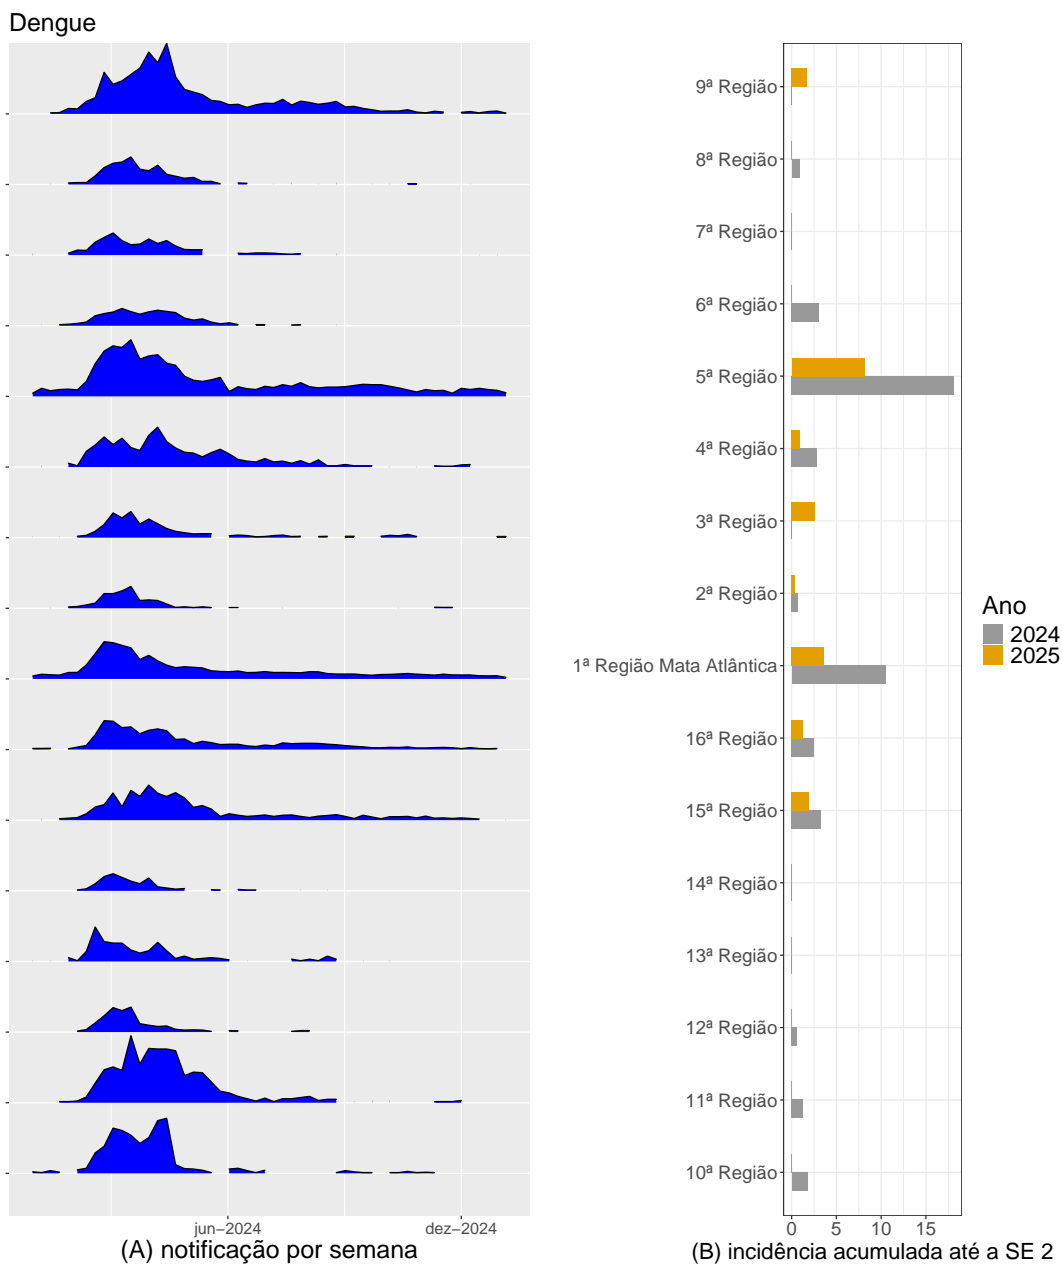 Dengue
jun−2024
dez−2024
(A) notificação por semana
9ª Região
8ª Região
7ª Região
6ª Região
5ª Região
4ª Região
3ª Região
2ª Região
1ª Região Mata Atlântica
16ª Região
15ª Região
14ª Região
13ª Região
12ª Região
11ª Região
10ª Região
0 5 10 15
(B) incidência acumulada até a SE 2
Ano
2024
2025